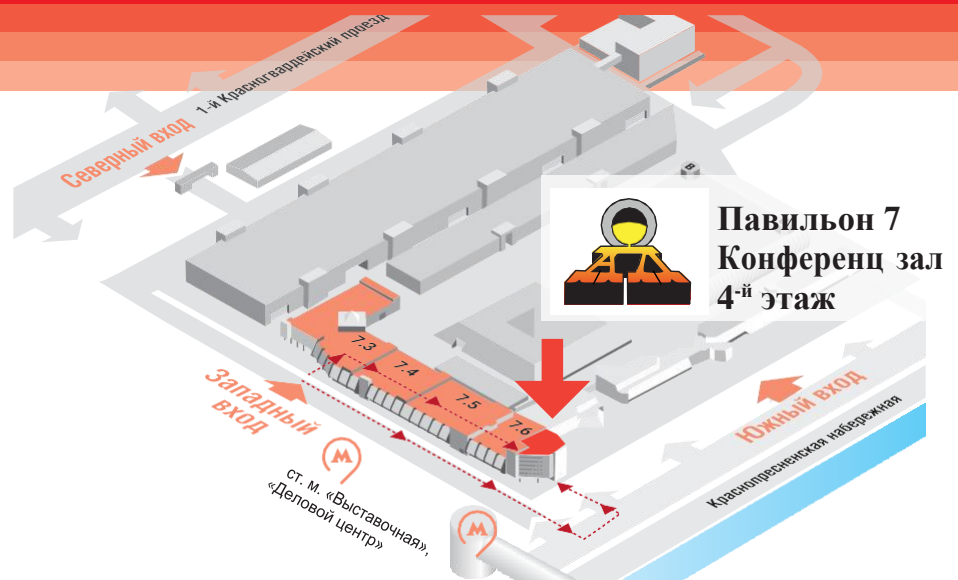 1-й Красногвардейский проезд
Северный вход
В
Павильон 7
Конференц зал
4-й этаж
АД
7.3
7.4
7.5
7.6
Западный
вход
М
ст. м. «Выставочная»,
«Деловой центр»
М
Южный вход
Краснопресненская набережная